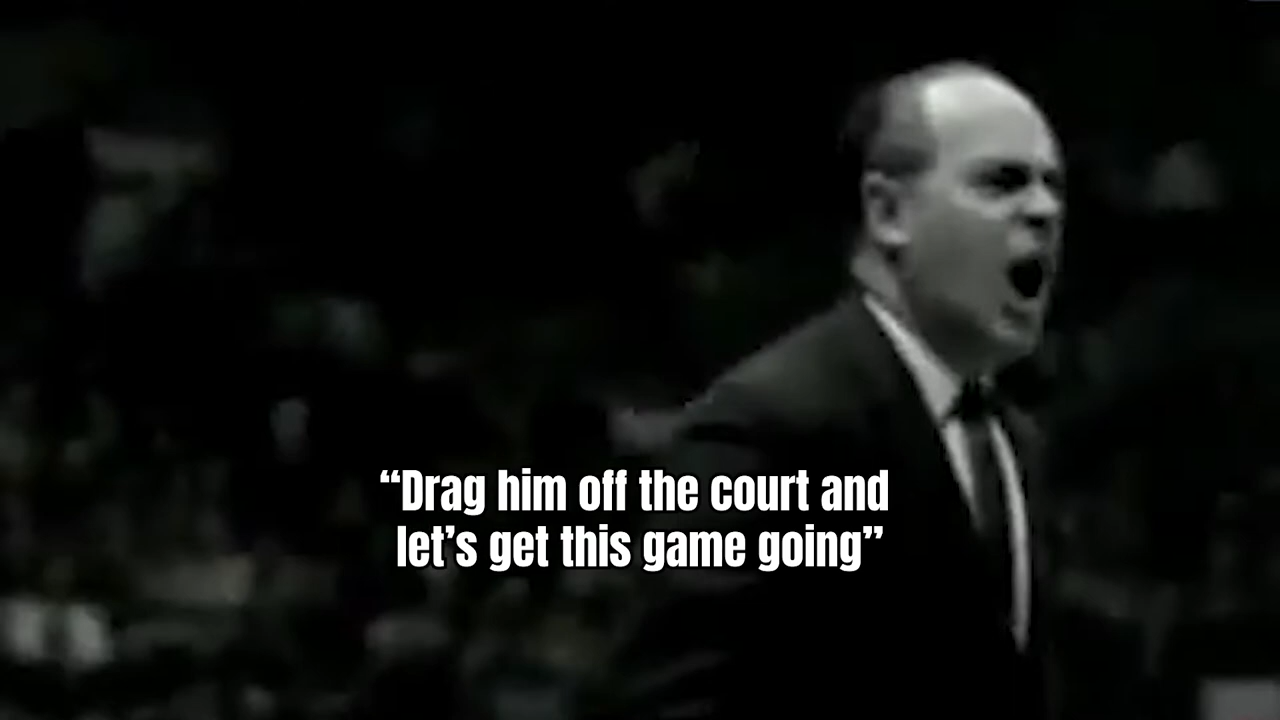 “Drag him off the court and
let’s get this game going”